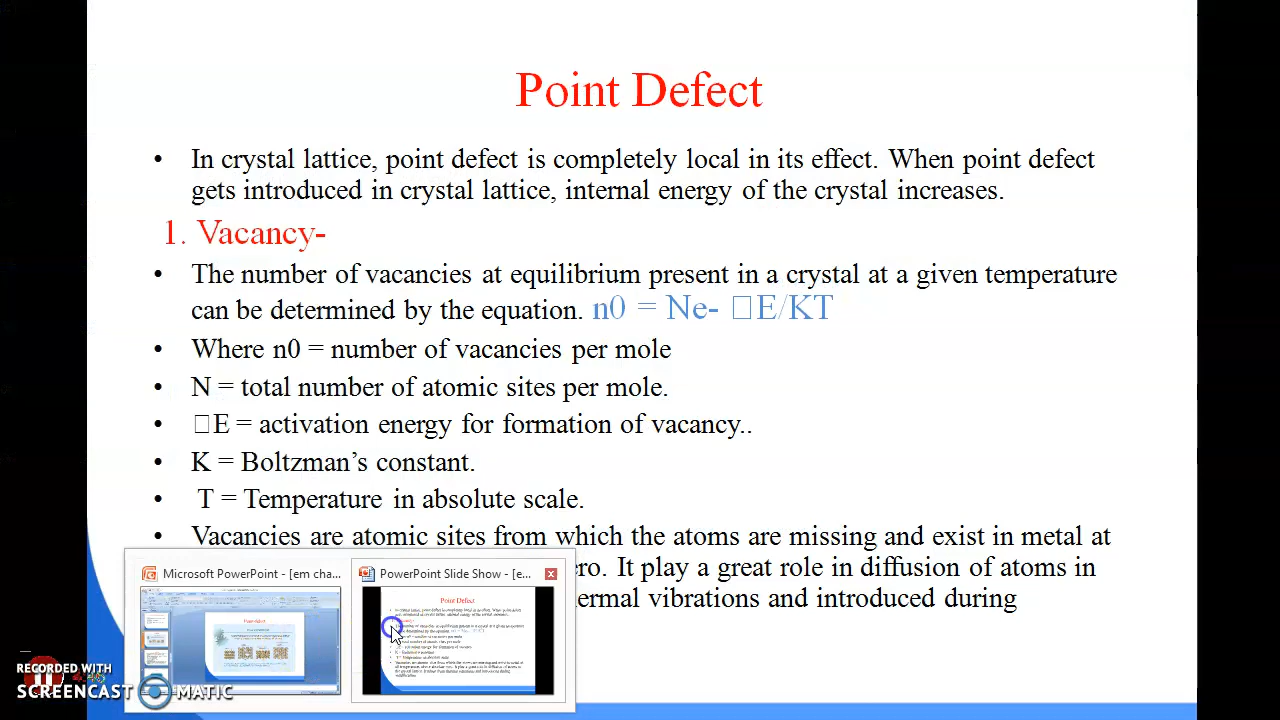 Point Defect
• In crystal lattice, point defect is completely local in its effect. When point defect
gets introduced in crystal lattice, internal energy of the crystal increases.
1. Vacancy-
• The number of vacancies at equilibrium present in a crystal at a given temperature
can be determined by the equation. n0 = Ne- □E/KT
• Where n0 = number of vacancies per mole
• N = total number of atomic sites per mole.
• □E = activation energy for formation of vacancy..
• K = Boltzman's constant.
• T = Temperature in absolute scale.
• Vacancies are atomic sites from which the atoms are missing and exist in metal at
ero. It play a great role in diffusion of atoms in
ernal vibrations and introduced during
Microsoft PowerPoint - [em cha...
PowerPoint Slide Show - [e...
RECORDED WITH
SCREENCAST MATIC